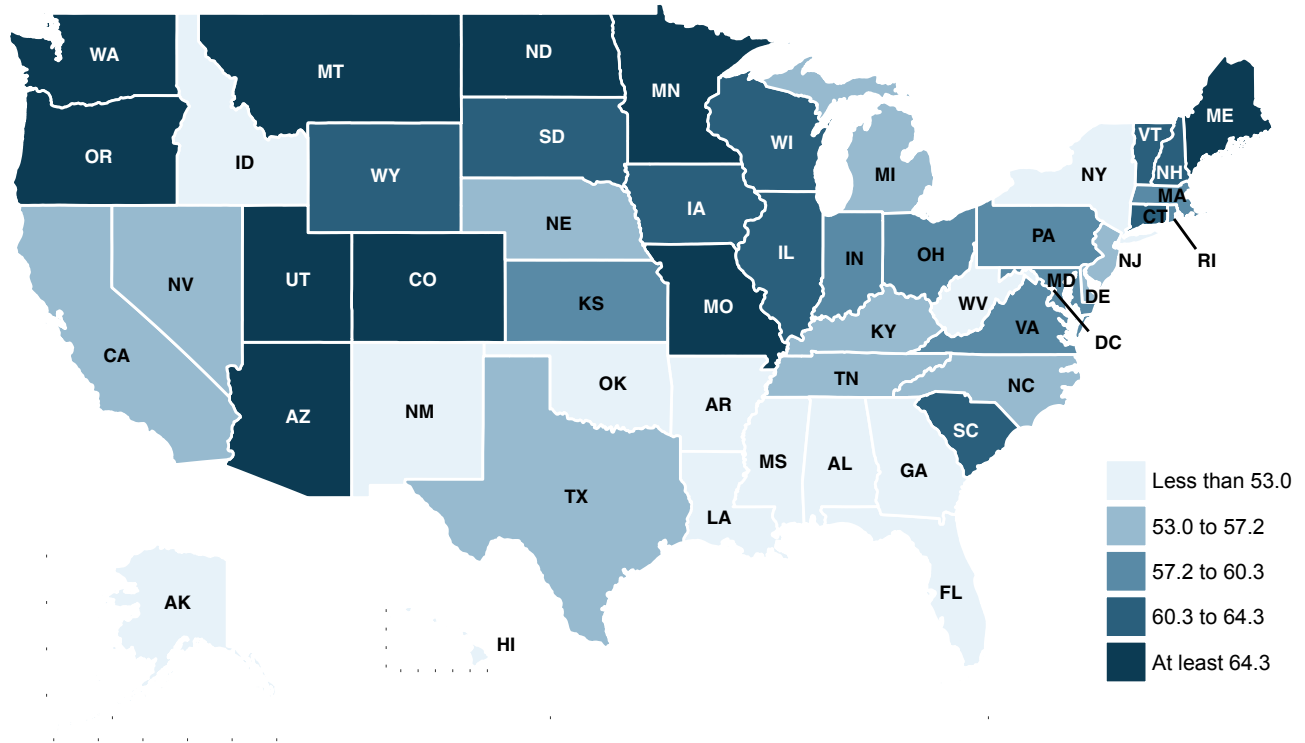 WA
MT
ND
MN
ME
OR
ID
WY
SD
WI
MI
NY
VT
NH
MA
CT
RI
NV
UT
CO
NE
IA
IL
IN
OH
PA
NJ
CA
KS
MO
KY
WV
MD
DE
VA
DC
AZ
NM
OK
AR
TN
NC
SC
TX
LA
MS
AL
GA
FL
AK
HI
Less than 53.0
53.0 to 57.2
57.2 to 60.3
60.3 to 64.3
At least 64.3